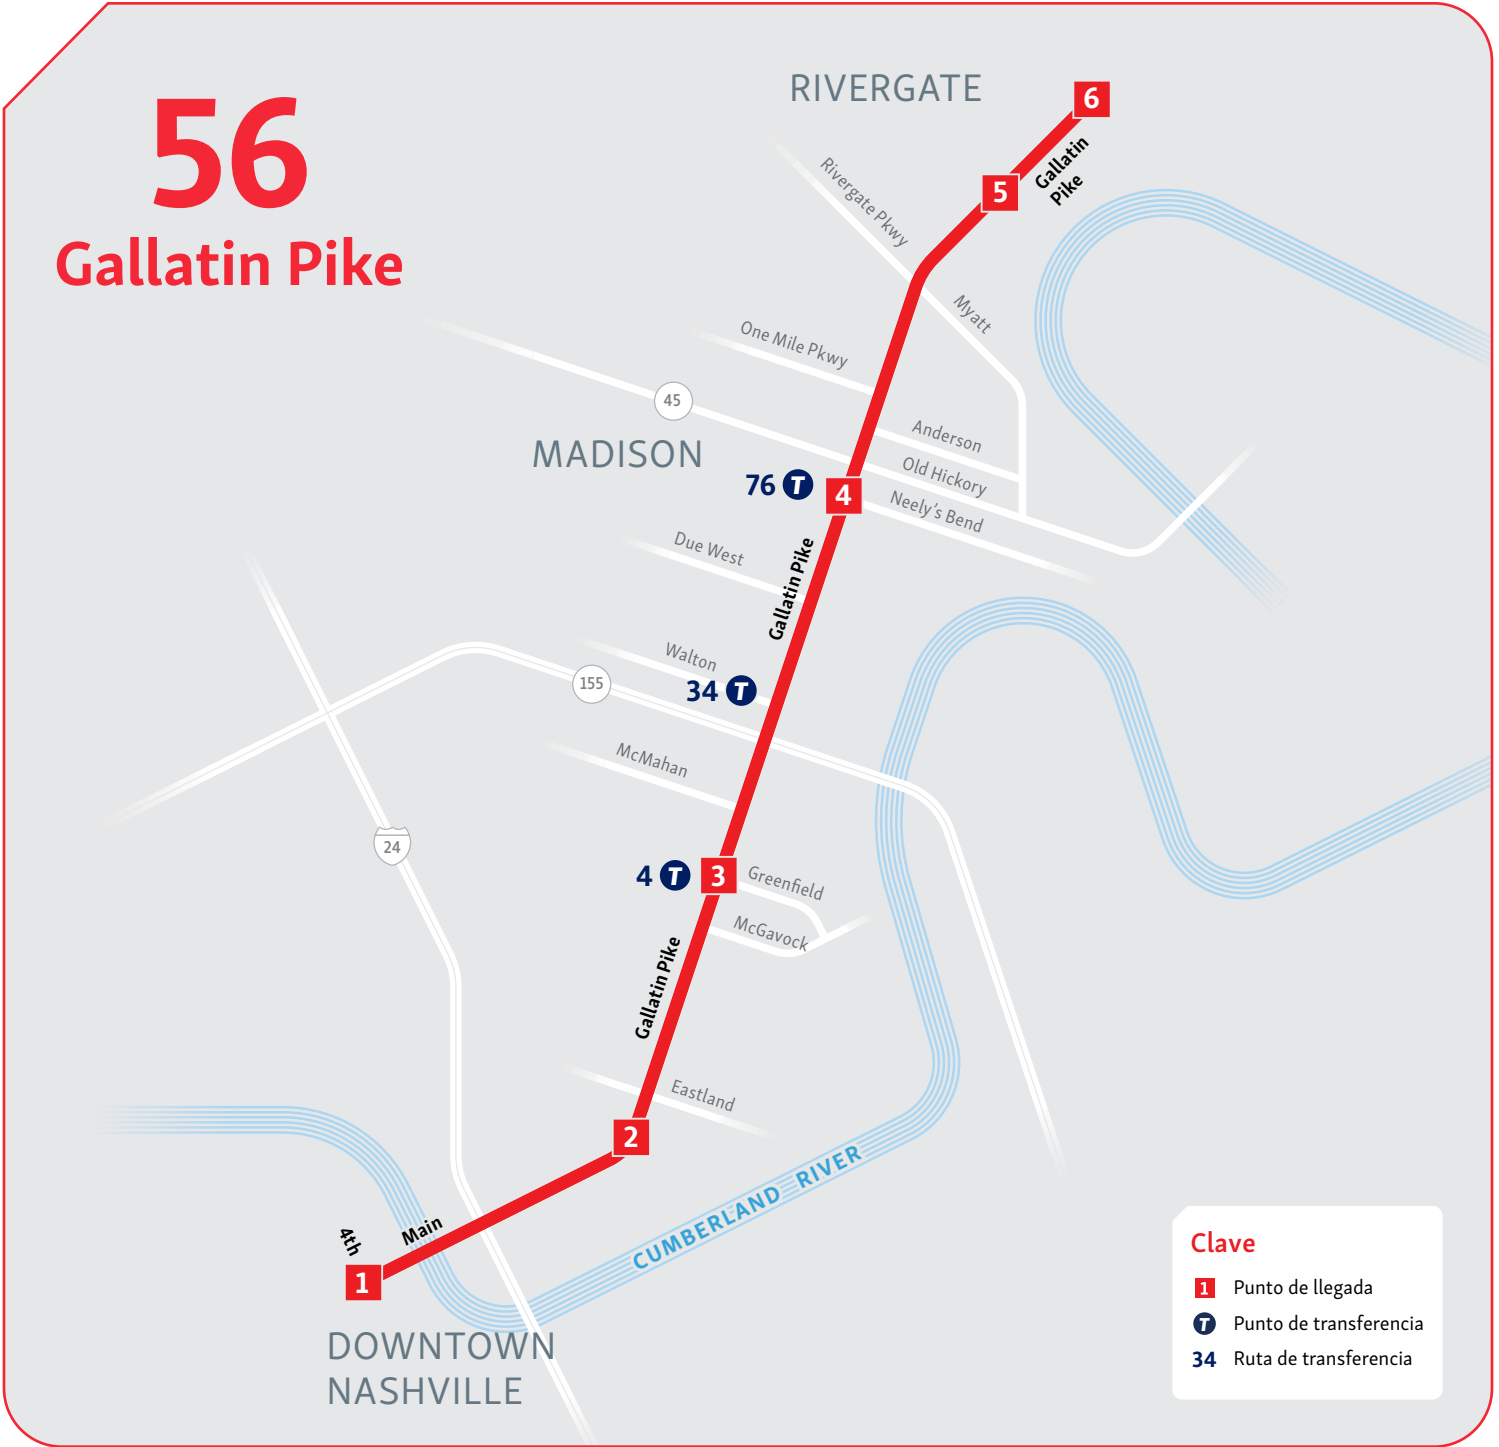 56
Gallatin Pike
RIVERGATE
6
Gallatin
Pike
5
Rivergate Pkwy
Myatt
One Mile Pkwy
45
Anderson
MADISON
Old Hickory
76 T
4
Neely's Bend
Due West
Gallatin Pike
Walton
155
34 T
McMahan
24
4 T
3
Greenfield
McGavock
Gallatin Pike
Eastland
2
CUMBERLAND RIVER
4th
Main
1
DOWNTOWN
NASHVILLE
Clave
1 Punto de llegada
T Punto de transferencia
34 Ruta de transferencia